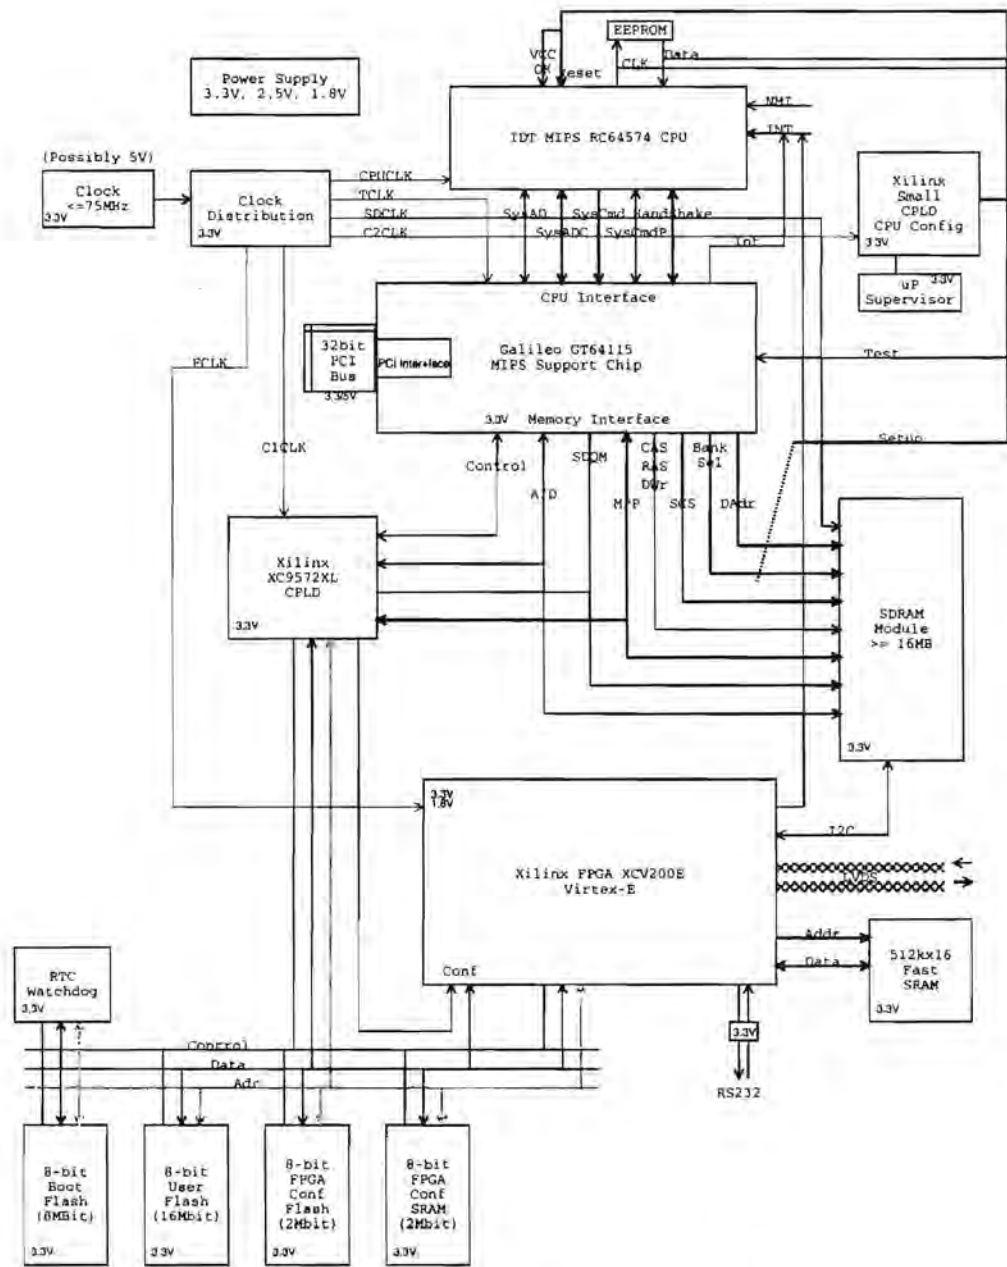 EEPROM
VCC
OK
Reset
CLK
Data
Power Supply
3.3V, 2.5V, 1.8V
IDT MIPS RC64574 CPU
NMI
INT
(Possibly 5V)
Clock
<=75MHz
3.3V
Clock
Distribution
3.3V
CPUCLK
TCLK
SDCLK
C2CLK
Xilinx
Small
CPLD
CPU Config
3.3V
SysAD
SysCmd
Handshake
SysADC
SysCmdP
Int
uP
Supervisor
3.3V
CPU Interface
32bit
PCI
Bus
3.3/5V
PCI Interface
Galileo GT64115
MIPS Support Chip
3.3V
Memory Interface
Test
FCLK
C1CLK
Control
A/D
SDQM
CAS
RAS
DWr
Bank
Sel
SCS
DAdr
Setup
Xilinx
XC9572XL
CPLD
3.3V
SDRAM
Module
>= 16MB
3.3V
3.3V
1.8V
Xilinx FPGA XCV200E
Virtex-E
Conf
I2C
LVDS
Addr
Data
512kx16
Fast
SRAM
3.3V
RTC
Watchdog
3.3V
3.3V
RS232
Control
Data
Adr
8-bit
Boot
Flash
(8MBit)
3.3V
8-bit
User
Flash
(16Mbit)
3.3V
8-bit
FPGA
Conf
Flash
(2Mbit)
3.3V
8-bit
FPGA
Conf
SRAM
(2Mbit)
3.3V